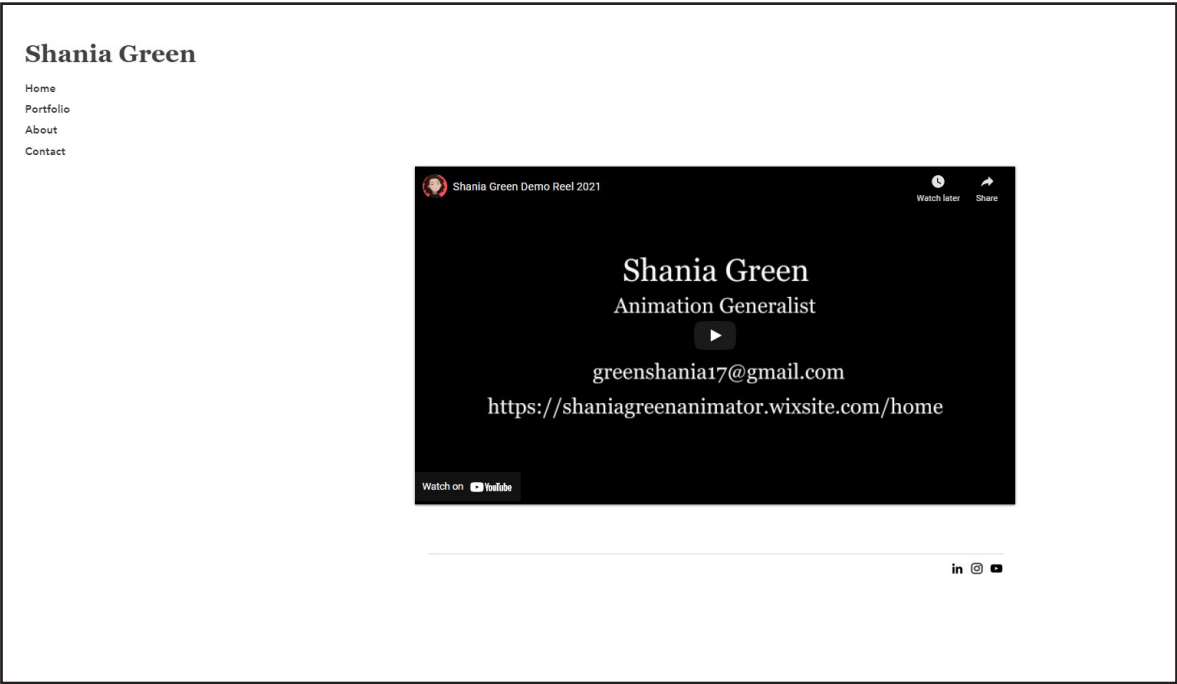 Shania Green
Home
Portfolio
About
Contact
Shania Green Demo Reel 2021
Watch later
Share
Shania Green
Animation Generalist
greenshania17@gmail.com
https://shaniagreenanimator.wixsite.com/home
Watch on YouTube
in